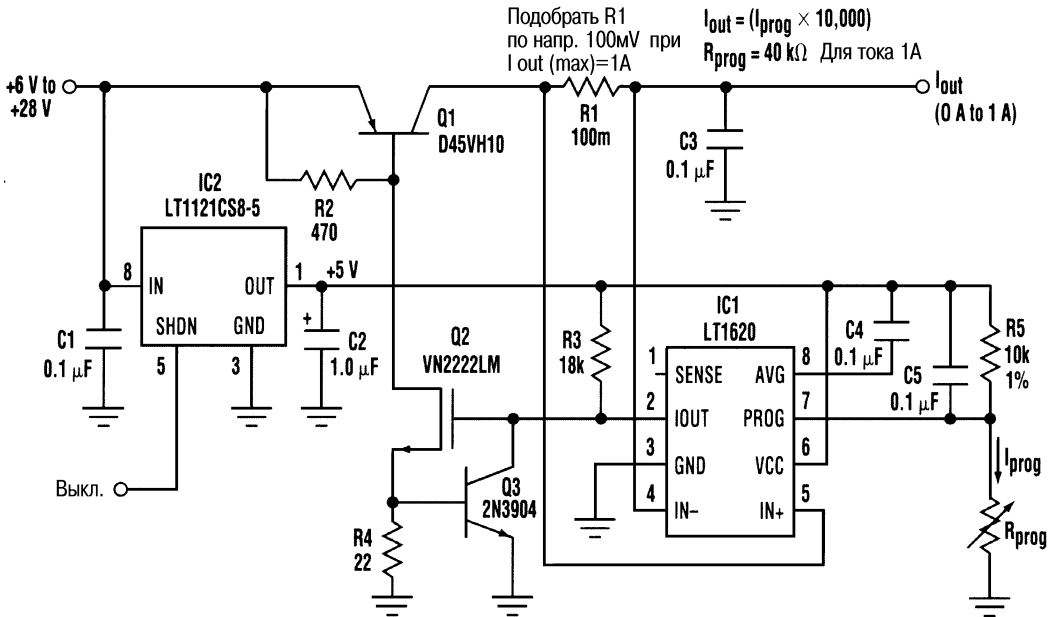 Подобрать R1
по напр. 100мV при
I out (max)=1A
Iout = (Iprog × 10,000)
Rprog = 40 kΩ Для тока 1А
+6 V to
+28 V
Q1
D45VH10
R1
100m
Iout
(0 A to 1 A)
C3
0.1 µF
IC2
LT1121CS8-5
R2
470
8
IN
OUT
1
+5 V
SHDN
GND
5
3
C1
0.1 µF
+
C2
1.0 µF
Q2
VN2222LM
R3
18k
IC1
LT1620
C4
0.1 µF
C5
0.1 µF
R5
10k
1%
1
SENSE
AVG
8
2
IOUT
PROG
7
3
GND
VCC
6
4
IN–
IN+
5
Iprog
Rprog
Выкл.
Q3
2N3904
R4
22